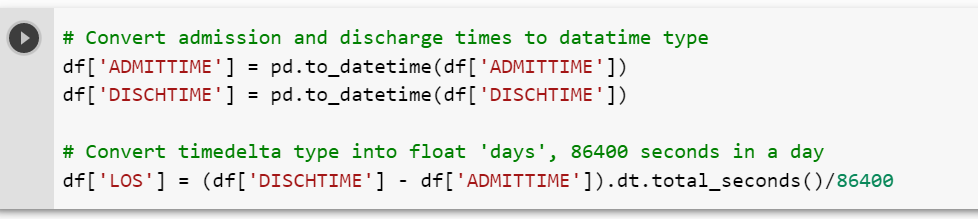 # Convert admission and discharge times to datatime type
df['ADMITTIME'] = pd.to_datetime(df['ADMITTIME'])
df['DISCHTIME'] = pd.to_datetime(df['DISCHTIME'])
# Convert timedelta type into float 'days', 86400 seconds in a day
df['LOS'] = (df['DISCHTIME'] - df['ADMITTIME']).dt.total_seconds()/86400